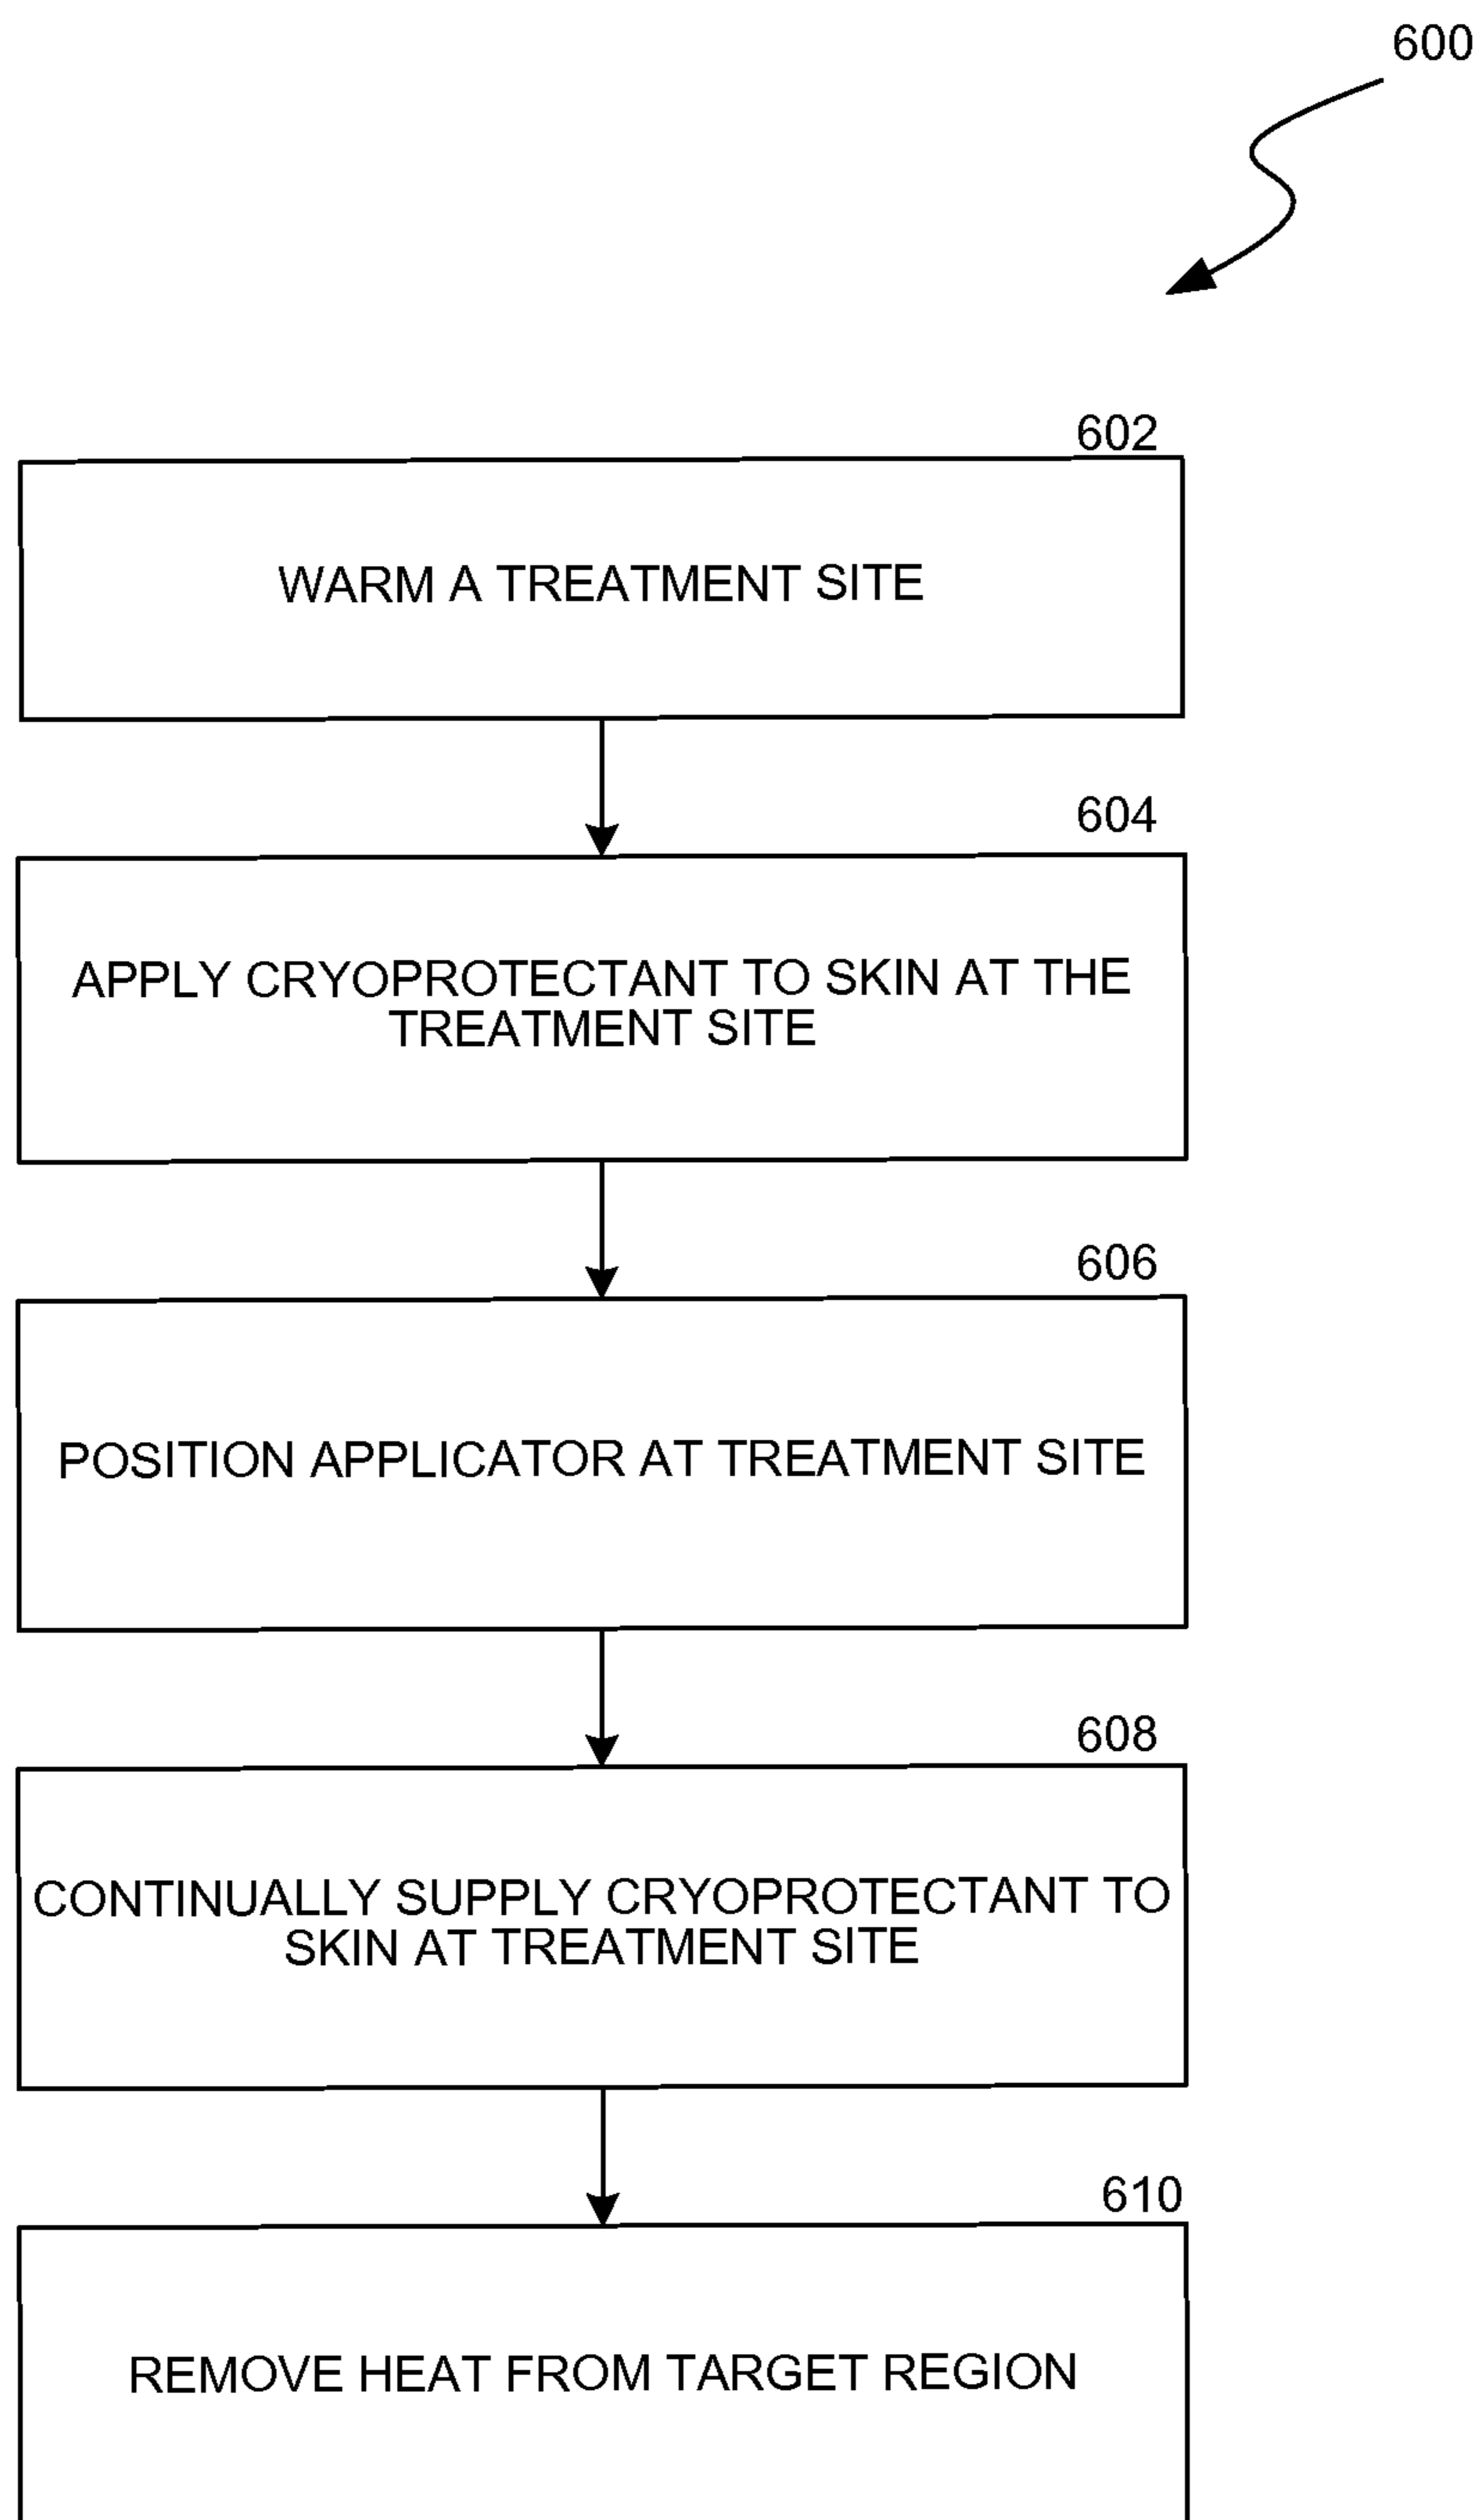 600
602
WARM A TREATMENT SITE
604
APPLY CRYOPROTECTANT TO SKIN AT THE
TREATMENT SITE
606
POSITION APPLICATOR AT TREATMENT SITE
608
CONTINUALLY SUPPLY CRYOPROTECTANT TO
SKIN AT TREATMENT SITE
610
REMOVE HEAT FROM TARGET REGION